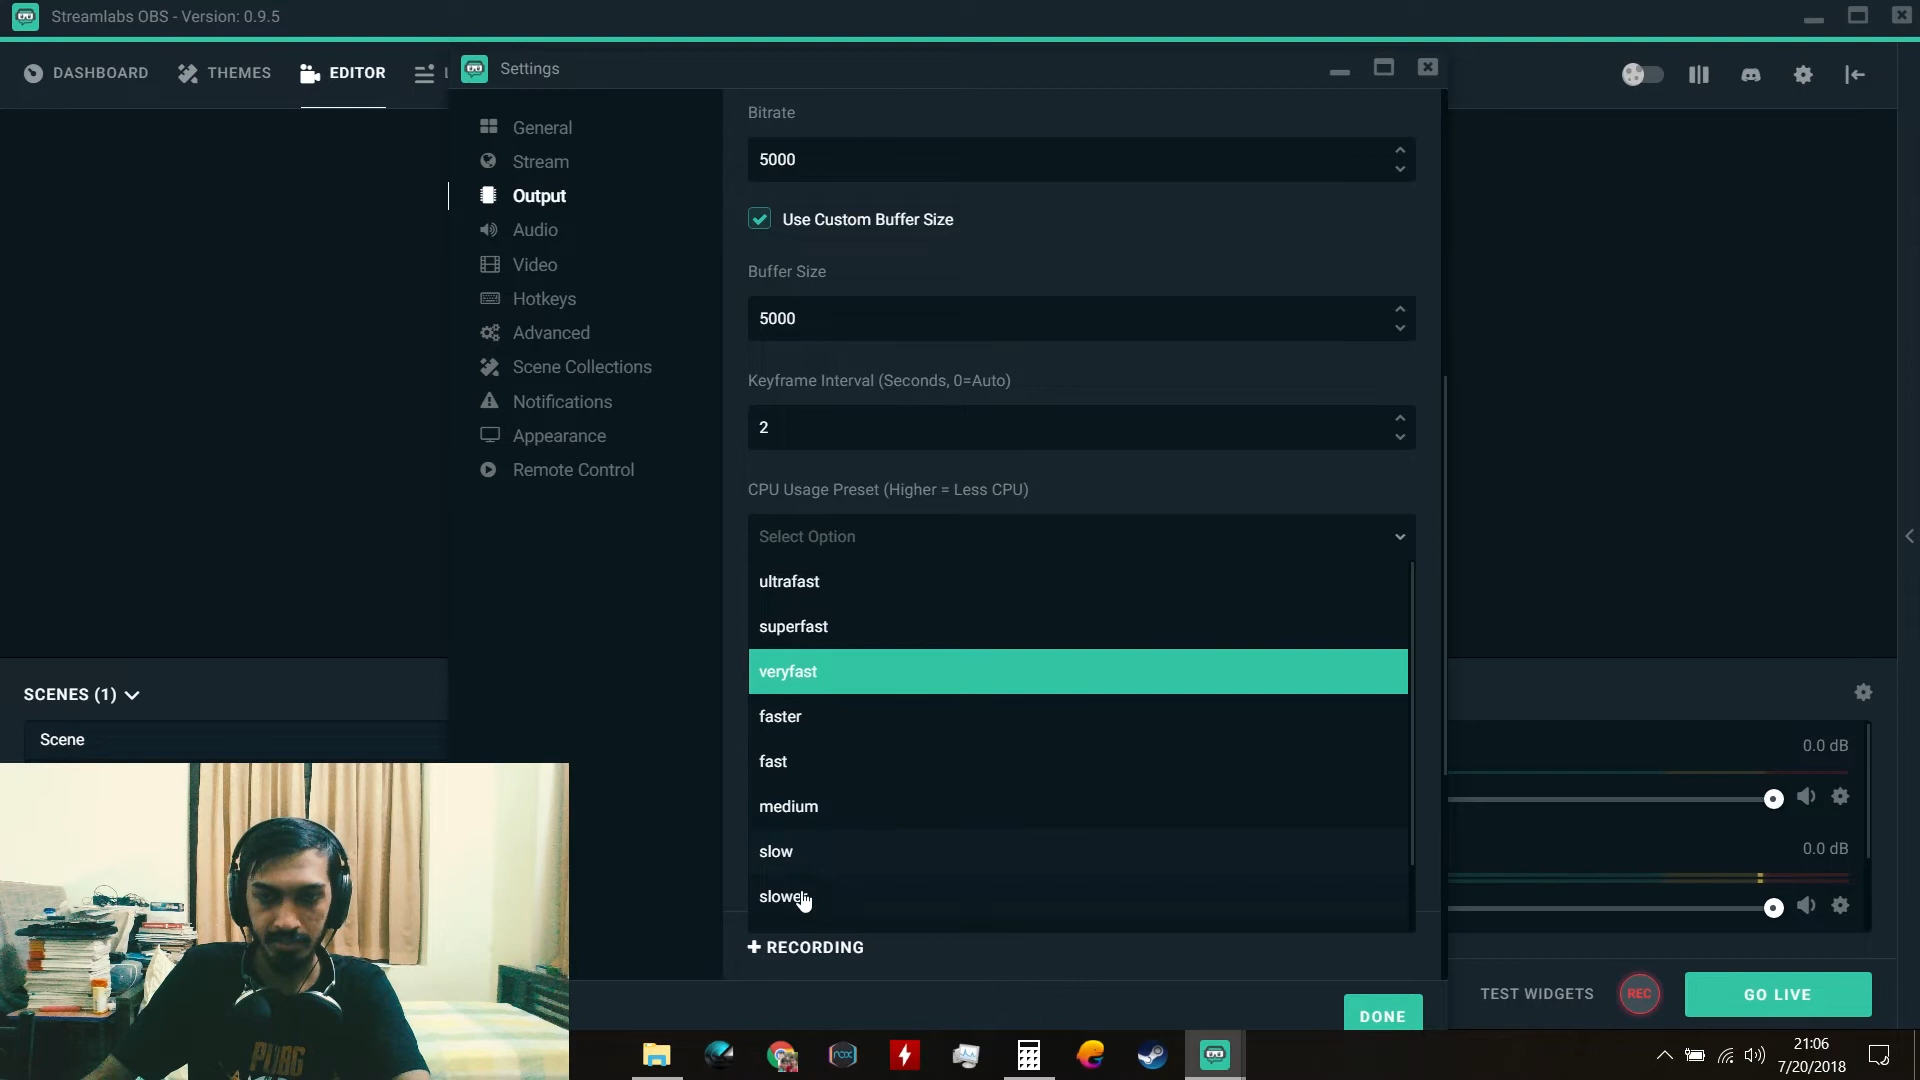 Streamlabs OBS - Version: 0.9.5
DASHBOARD
THEMES
EDITOR
Settings
General
Stream
Output
Audio
Video
Hotkeys
Advanced
Scene Collections
Notifications
Appearance
Remote Control
Bitrate
5000
Use Custom Buffer Size
Buffer Size
5000
Keyframe Interval (Seconds, 0=Auto)
2
CPU Usage Preset (Higher = Less CPU)
Select Option
ultrafast
superfast
veryfast
faster
fast
medium
slow
slower
+ RECORDING
DONE
SCENES (1)
Scene
0.0 dB
0.0 dB
TEST WIDGETS
REC
GO LIVE
PUBG
nox
21:06
7/20/2018